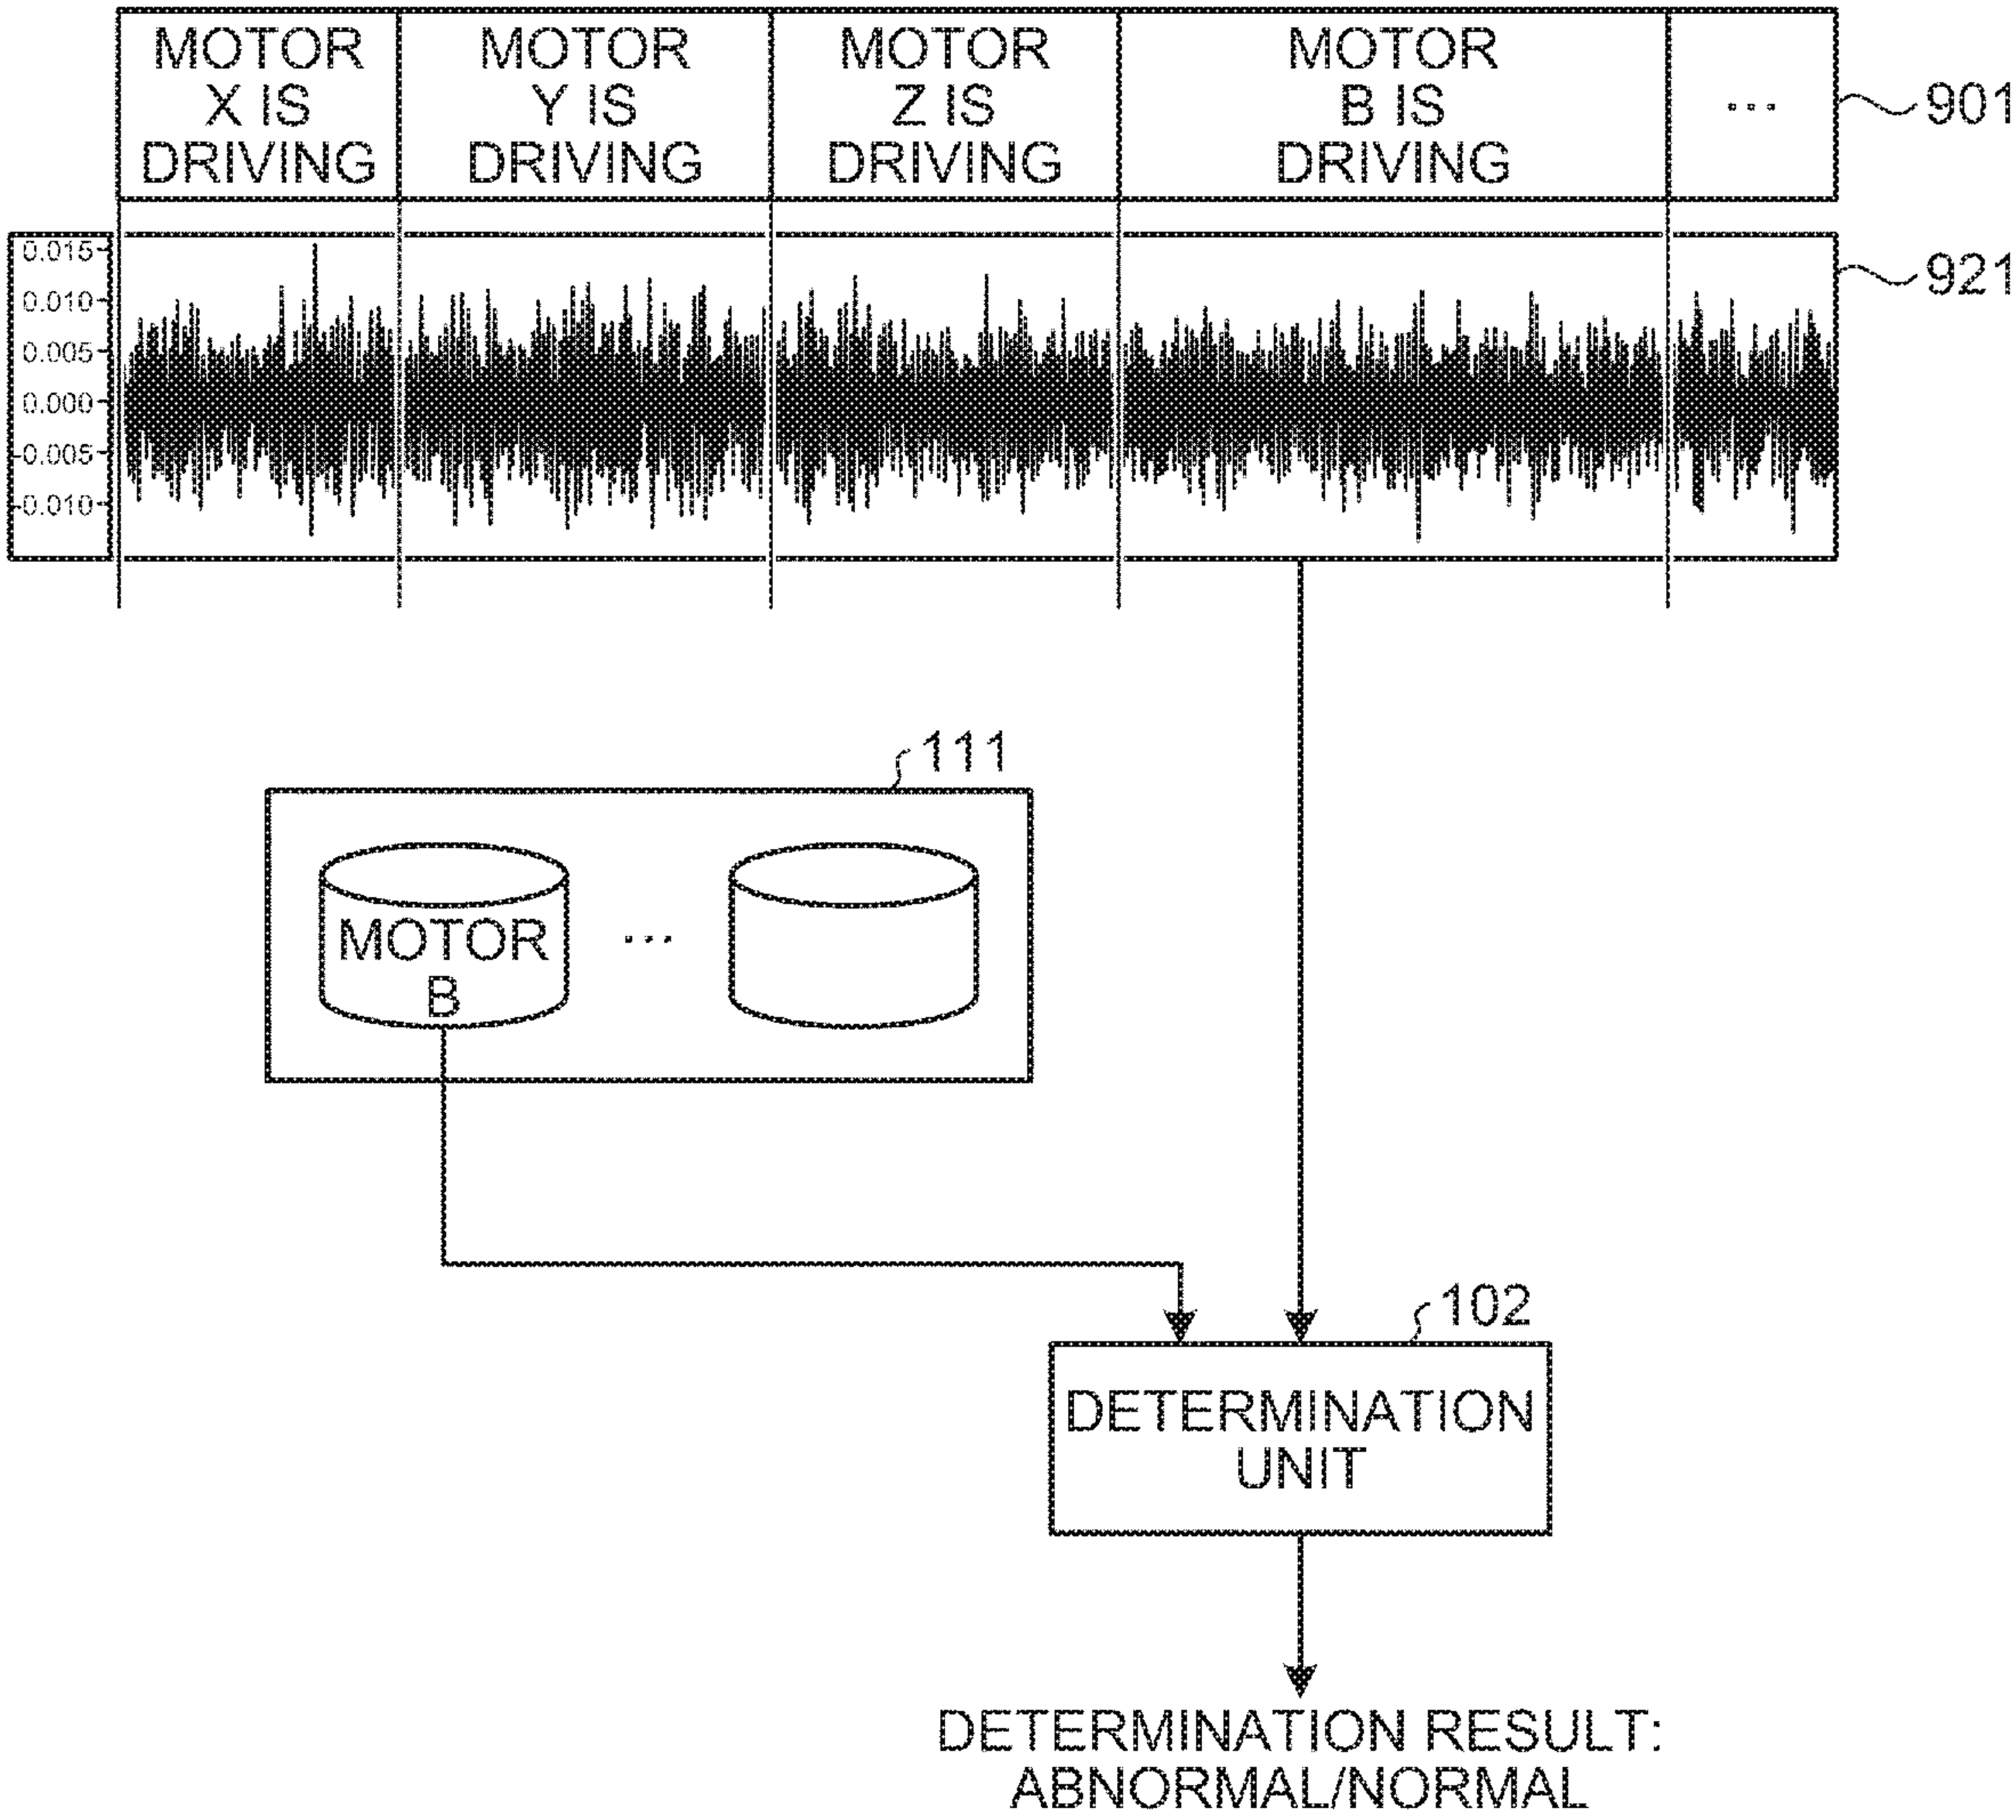 MOTOR
X IS
DRIVING
MOTOR
Y IS
DRIVING
MOTOR
Z IS
DRIVING
MOTOR
B IS
DRIVING
...
901
0.015
0.010
0.005
0.000
-0.005
-0.010
921
111
MOTOR
B
...
102
DETERMINATION
UNIT
DETERMINATION RESULT:
ABNORMAL/NORMAL